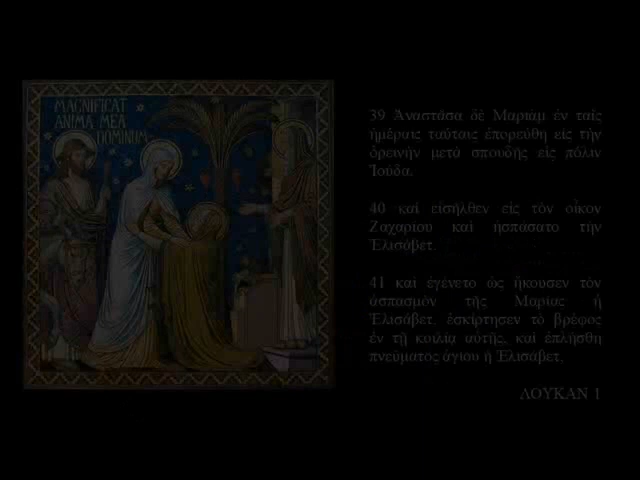 MAGNIFICAT
ANIMA MEA
DOMINUM
39 Ἀναστᾶσα δὲ Μαριὰμ ἐν ταῖς
ἡμέραις ταύταις ἐπορεύθη εἰς τὴν
ὀρεινὴν μετὰ σπουδῆς εἰς πόλιν
Ἰούδα.
40 καὶ εἰσῆλθεν εἰς τὸν οἶκον
Ζαχαρίου καὶ ἠσπάσατο τὴν
Ἐλισάβετ.
41 καὶ ἐγένετο ὡς ἤκουσεν τὸν
ἀσπασμὸν τῆς Μαρίας ἡ
Ἐλισάβετ, ἐσκίρτησεν τὸ βρέφος
ἐν τῇ κοιλίᾳ αὐτῆς, καὶ ἐπλήσθη
πνεύματος ἁγίου ἡ Ἐλισάβετ,
ΛΟΥΚΑΝ 1